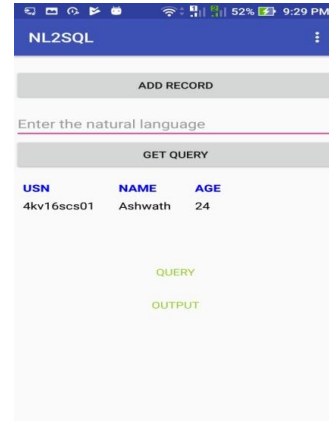 52% 9:29 PM
NL2SQL
ADD RECORD
Enter the natural language
GET QUERY
USN NAME AGE
4kv16scs01 Ashwath 24
QUERY
OUTPUT